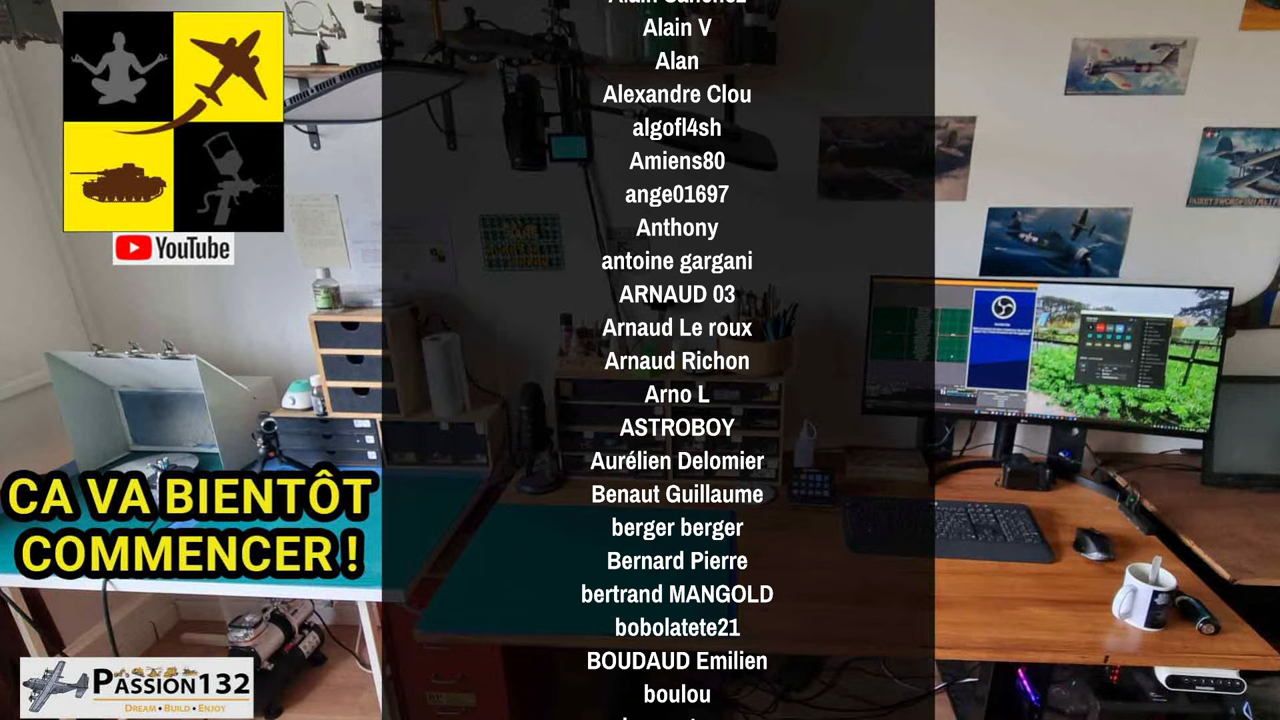 YouTube
CA VA BIENTÔT
COMMENCER !
PASSION132
DREAM • BUILD • ENJOY
Alain V
Alan
Alexandre Clou
algofl4sh
Amiens80
ange01697
Anthony
antoine gargani
ARNAUD 03
Arnaud Le roux
Arnaud Richon
Arno L
ASTROBOY
Aurélien Delomier
Benaut Guillaume
berger berger
Bernard Pierre
bertrand MANGOLD
bobolatete21
BOUDAUD Emilien
boulou